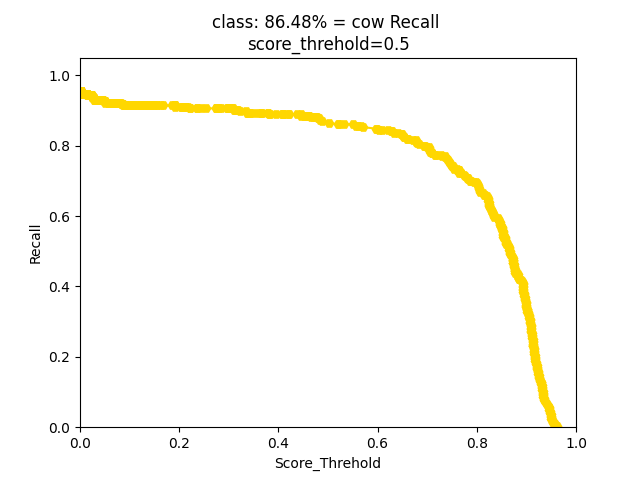 class: 86.48% = cow Recall
score_threhold=0.5
1.0
0.8
0.6
0.4
0.2
0.0
Recall
0.0 0.2 0.4 0.6 0.8 1.0
Score_Threhold